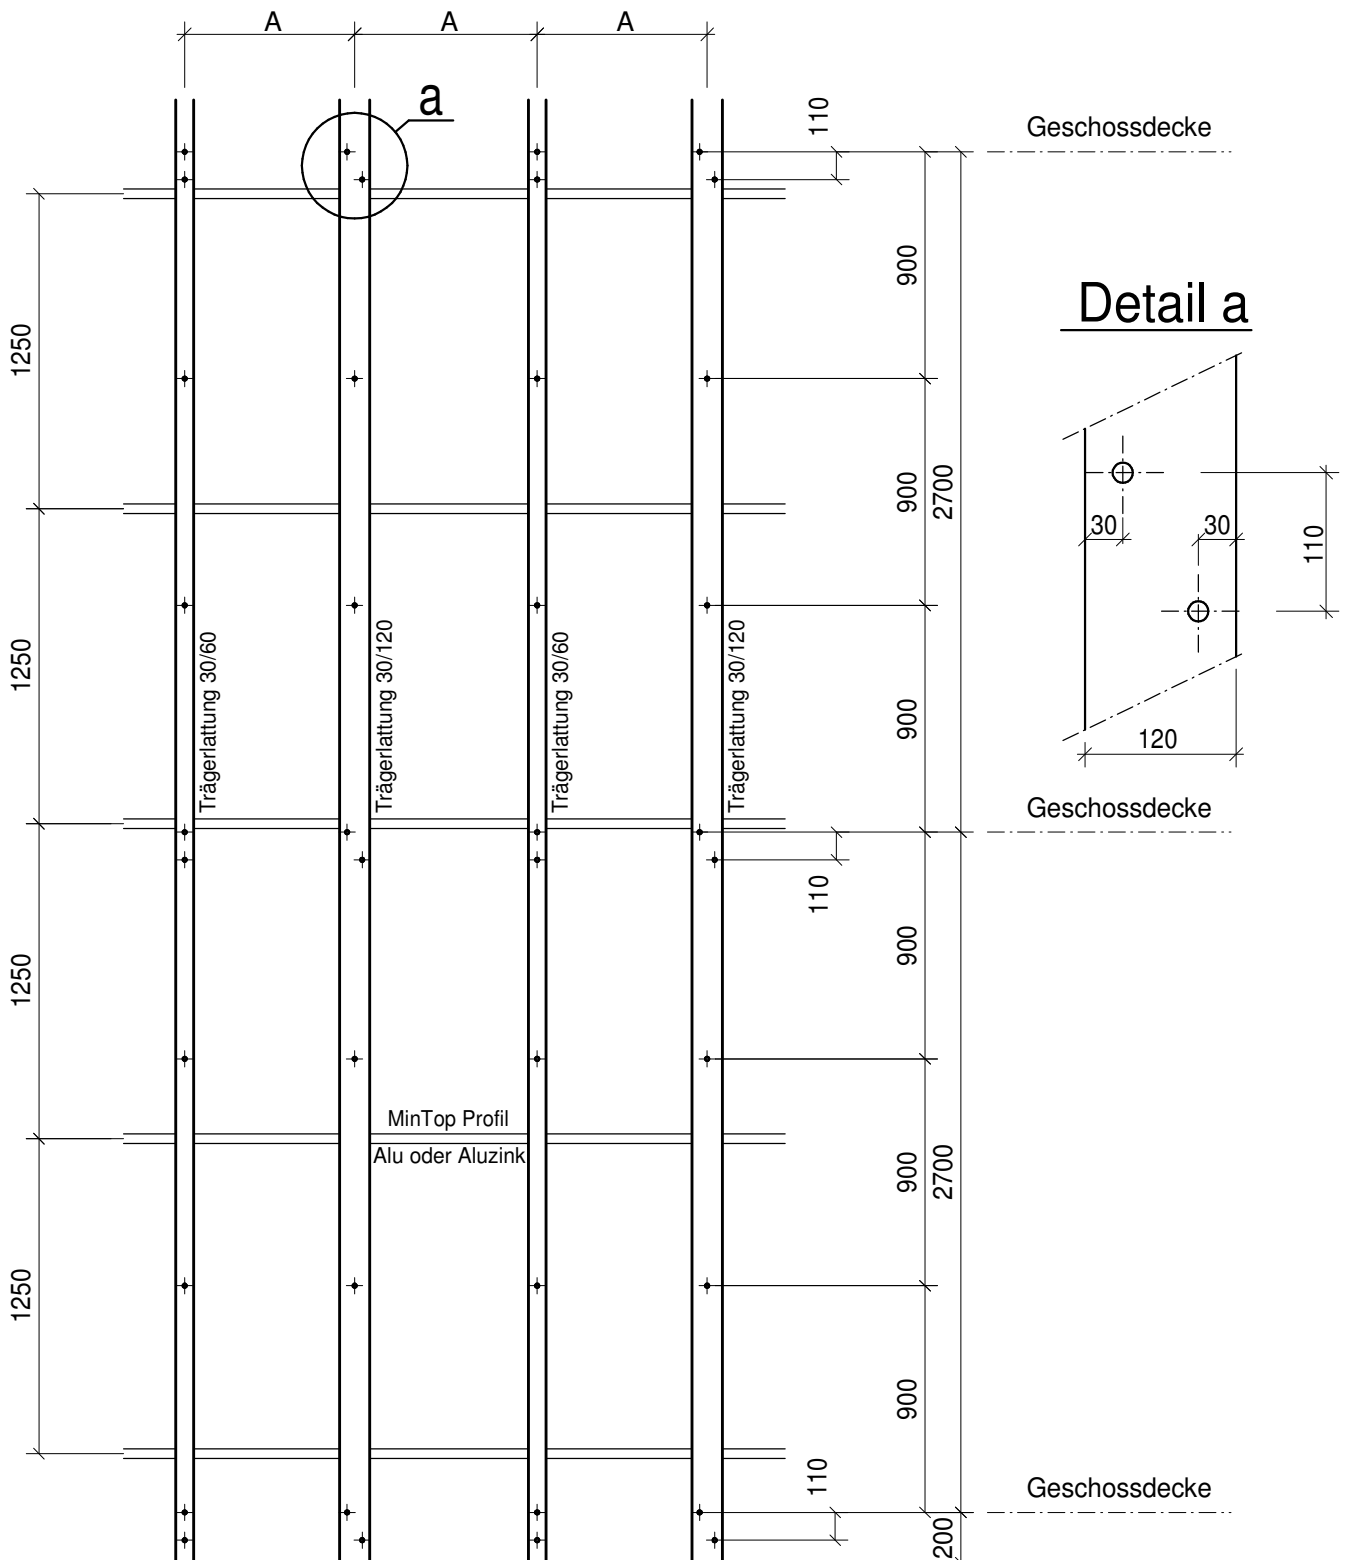 A
A
A
a
110
Geschossdecke
900
Detail a
1250
900
2700
30
30
110
Trägerlattung 30/60
Trägerlattung 30/120
Trägerlattung 30/60
Trägerlattung 30/120
1250
900
120
Geschossdecke
110
900
1250
MinTop Profil
Alu oder Aluzink
900
2700
1250
900
110
Geschossdecke
200